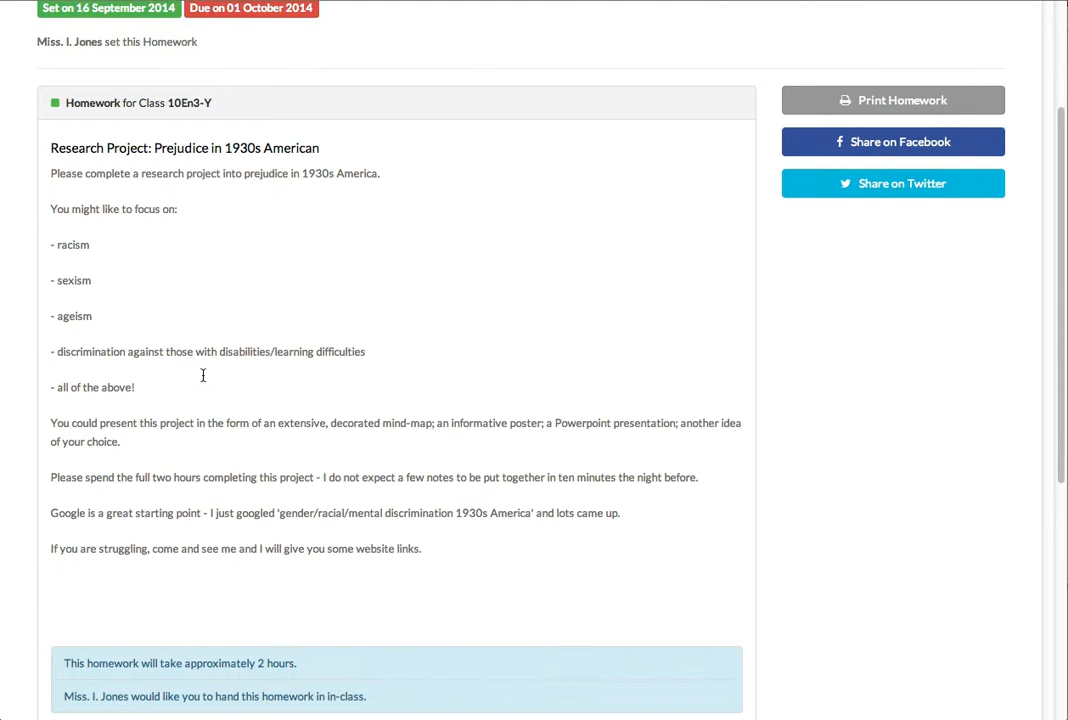 Set on 16 September 2014 Due on 01 October 2014
Miss. I. Jones set this Homework
Homework for Class 10En3-Y
Print Homework
Share on Facebook
Share on Twitter
Research Project: Prejudice in 1930s American
Please complete a research project into prejudice in 1930s America.
You might like to focus on:
- racism
- sexism
- ageism
- discrimination against those with disabilities/learning difficulties
- all of the above!
You could present this project in the form of an extensive, decorated mind-map; an informative poster; a Powerpoint presentation; another idea
of your choice.
Please spend the full two hours completing this project - I do not expect a few notes to be put together in ten minutes the night before.
Google is a great starting point - I just googled 'gender/racial/mental discrimination 1930s America' and lots came up.
If you are struggling, come and see me and I will give you some website links.
This homework will take approximately 2 hours.
Miss. I. Jones would like you to hand this homework in in-class.